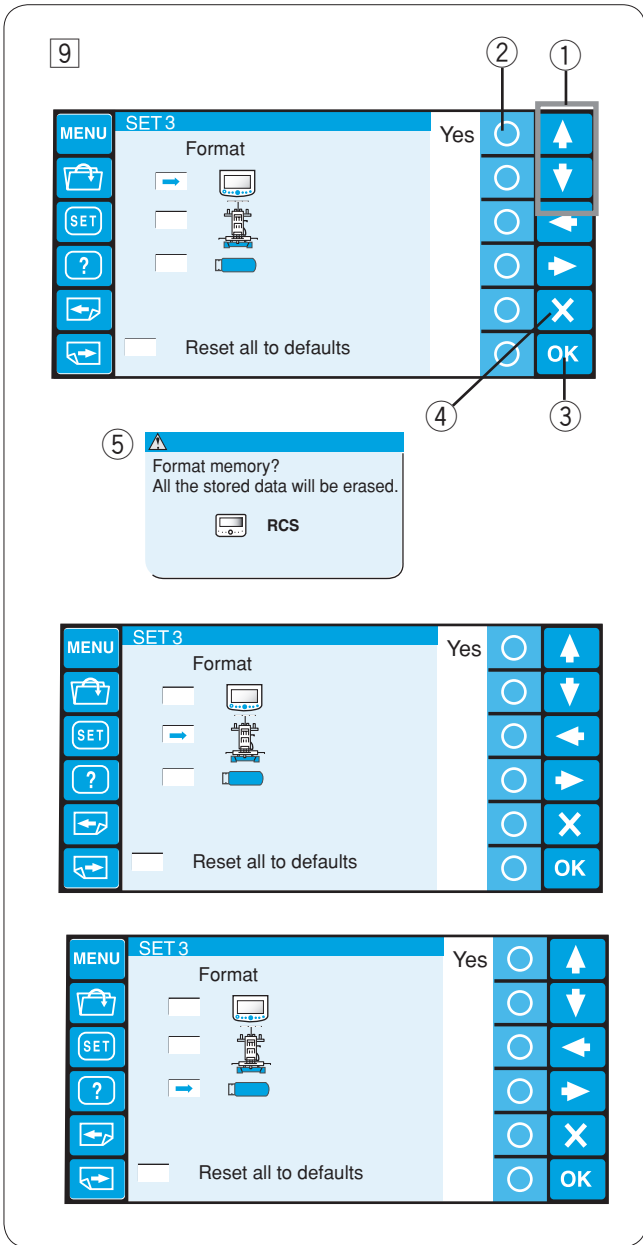 9
② ①
MENU SET 3 Yes
Format
SET
?
Reset all to defaults OK
④ ③
⑤
Format memory?
All the stored data will be erased.
RCS
MENU SET 3 Yes
Format
SET
?
Reset all to defaults OK
MENU SET 3 Yes
Format
SET
?
Reset all to defaults OK